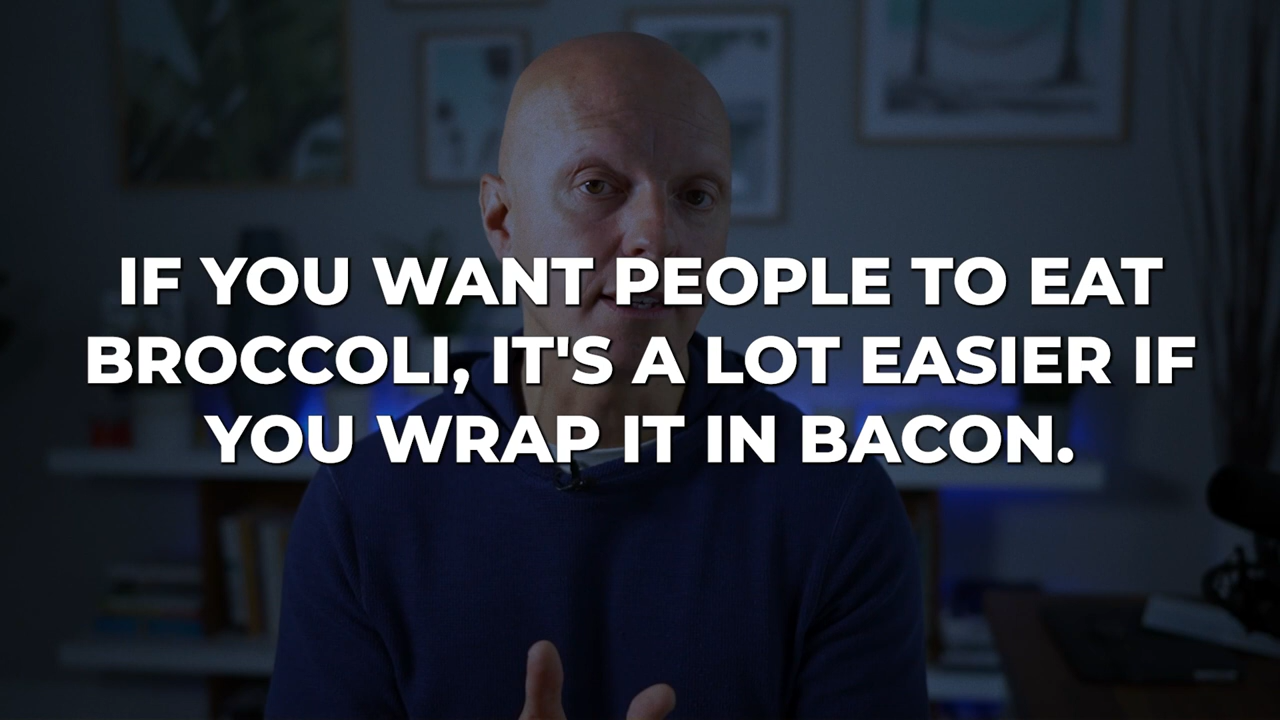 IF YOU WANT PEOPLE TO EAT
BROCCOLI, IT'S A LOT EASIER IF
YOU WRAP IT IN BACON.